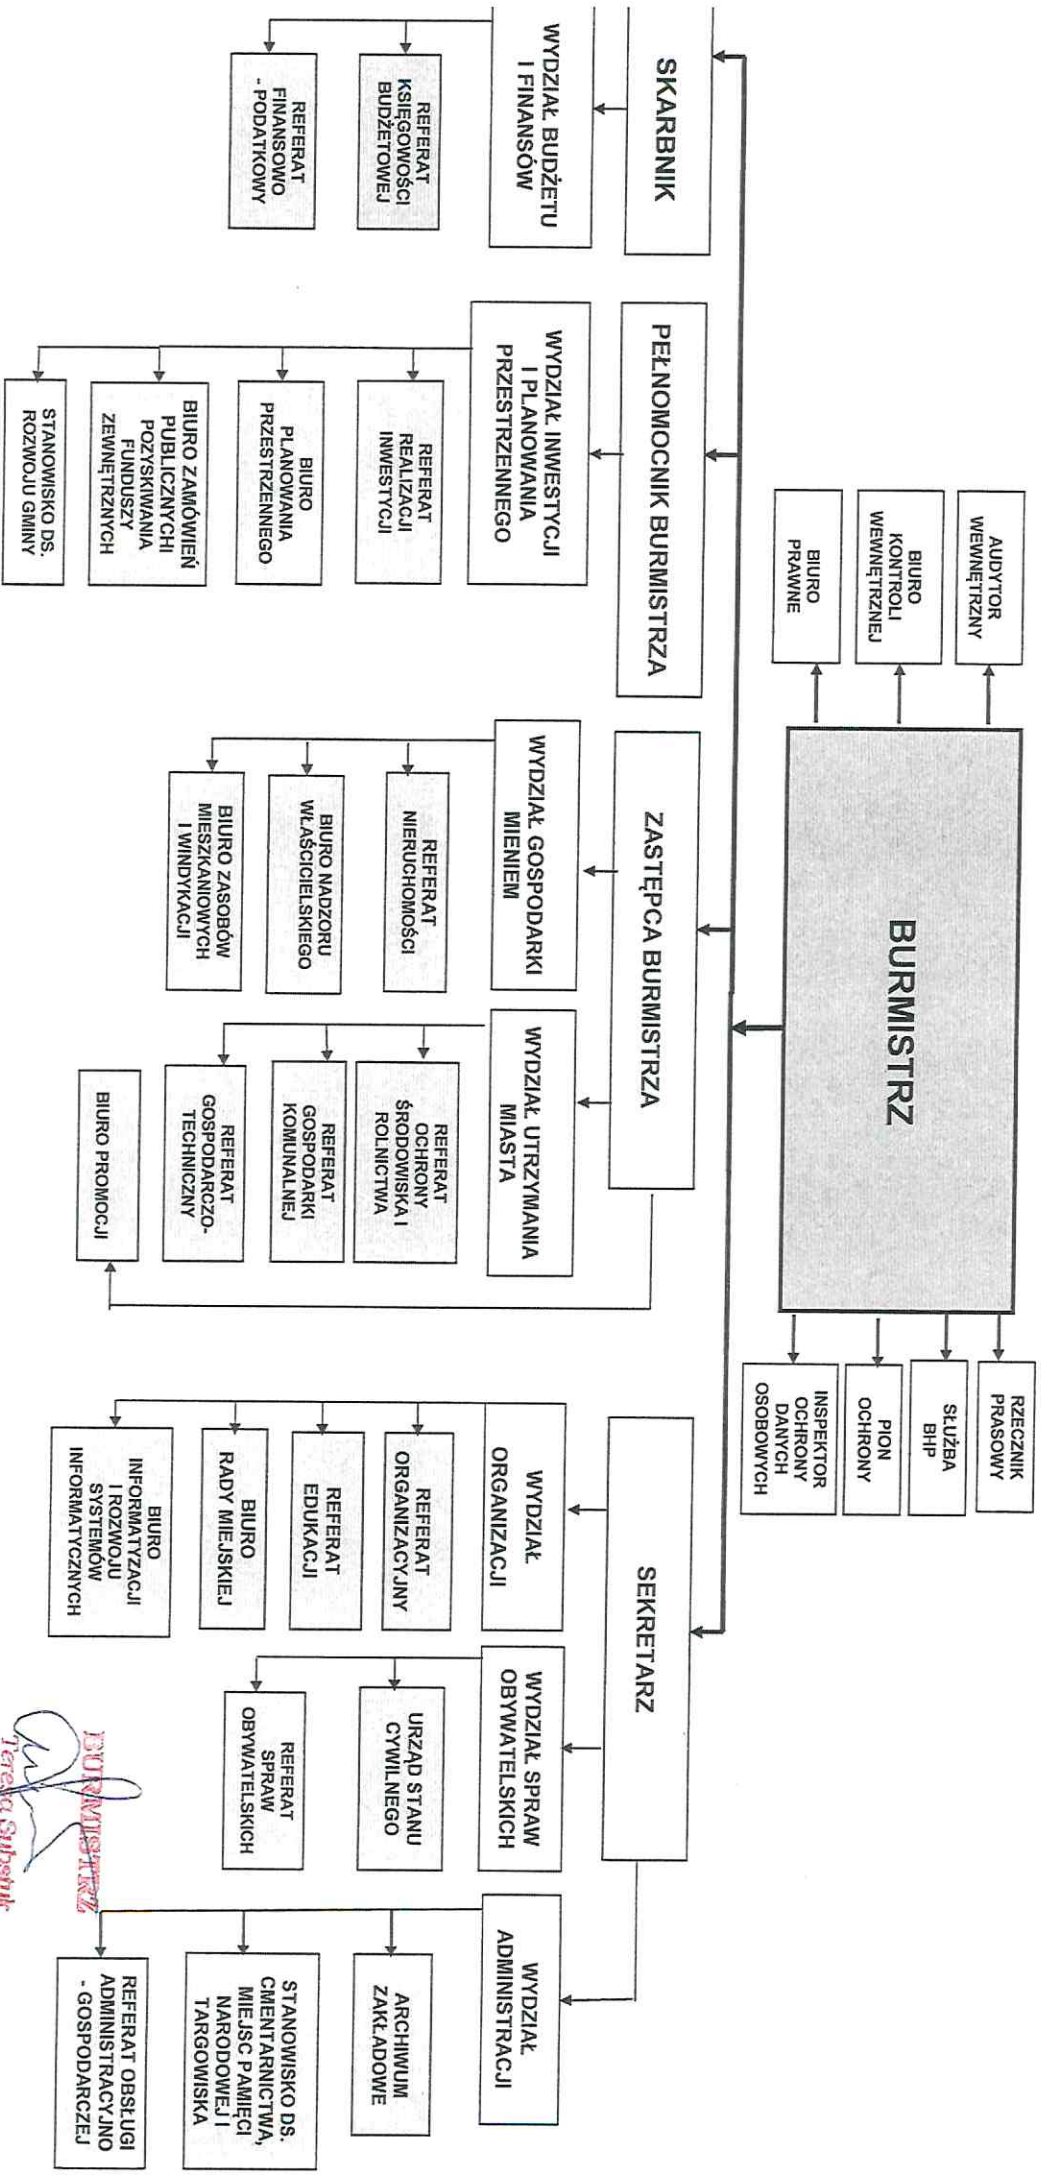 BURMISTRZ
AUDYTOR
WEWNĘTRZNY
BIURO
KONTROLI
WEWNĘTRZNEJ
BIURO
PRAWNE
RZECZNIK
PRASOWY
SŁUŻBA
BHP
PION
OCHRONY
INSPEKTOR
OCHRONY
DANYCH
OSOBOWYCH
SKARBNIK
WYDZIAŁ BUDŻETU
I FINANSÓW
REFERAT
KSIĘGOWOŚCI
BUDŻETOWEJ
REFERAT
FINANSOWO
- PODATKOWY
PEŁNOMOCNIK BURMISTRZA
WYDZIAŁ INWESTYCJI
I PLANOWANIA
PRZESTRZENNEGO
REFERAT
REALIZACJI
INWESTYCJI
BIURO
PLANOWANIA
PRZESTRZENNEGO
BIURO ZAMÓWIEŃ
PUBLICZNYCH I
POZYSKIWANIA
FUNDUSZY
ZEWNĘTRZNYCH
STANOWISKO DS.
ROZWOJU GMINY
ZASTĘPCA BURMISTRZA
WYDZIAŁ GOSPODARKI
MIENIEM
REFERAT
NIERUCHOMOŚCI
BIURO NADZORU
WŁAŚCICIELSKIEGO
BIURO ZASOBÓW
MIESZKANIOWYCH
I WINDYKACJI
WYDZIAŁ UTRZYMANIA
MIASTA
REFERAT
OCHRONY
ŚRODOWISKA I
ROLNICTWA
REFERAT
GOSPODARKI
KOMUNALNEJ
REFERAT
GOSPODARCZO-
TECHNICZNY
BIURO PROMOCJI
SEKRETARZ
WYDZIAŁ
ORGANIZACJI
REFERAT
ORGANIZACYJNY
REFERAT
EDUKACJI
BIURO
RADY MIEJSKIEJ
BIURO
INFORMATYZACJI
I ROZWOJU
SYSTEMÓW
INFORMATYCZNYCH
WYDZIAŁ SPRAW
OBYWATELSKICH
URZĄD STANU
CYWILNEGO
REFERAT
SPRAW
OBYWATELSKICH
WYDZIAŁ
ADMINISTRACJI
ARCHIWUM
ZAKŁADOWE
STANOWISKO DS.
CMENTARNICTWA,
MIEJSC PAMIĘCI
NARODOWEJ I
TARGOWISKA
REFERAT OBSŁUGI
ADMINISTRACYJNO
- GOSPODARCZEJ
BURMISTRZ
Teresa